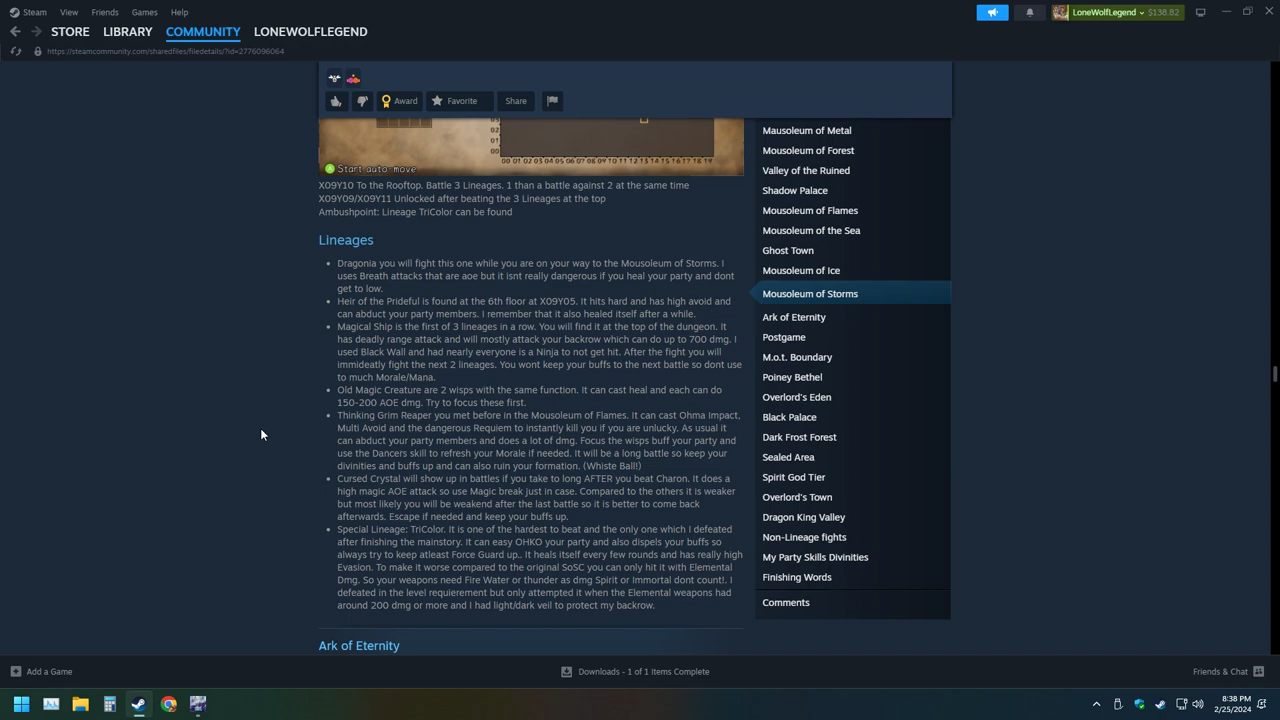 Steam View Friends Games Help
LoneWolfLegend $138.82
STORE LIBRARY COMMUNITY LONEWOLFLEGEND
https://steamcommunity.com/sharedfiles/filedetails/?id=2776096064
Award Favorite Share
03
02
01
00
00 01 02 03 04 05 06 07 08 09 10 11 12 13 14 15 16 17 18 19
Start auto-move
X09Y10 To the Rooftop. Battle 3 Lineages. 1 than a battle against 2 at the same time
X09Y09/X09Y11 Unlocked after beating the 3 Lineages at the top
Ambushpoint: Lineage TriColor can be found
Lineages
Dragonia you will fight this one while you are on your way to the Mousoleum of Storms. I
uses Breath attacks that are aoe but it isnt really dangerous if you heal your party and dont
get to low.
Heir of the Prideful is found at the 6th floor at X09Y05. It hits hard and has high avoid and
can abduct your party members. I remember that it also healed itself after a while.
Magical Ship is the first of 3 lineages in a row. You will find it at the top of the dungeon. It
has deadly range attack and will mostly attack your backrow which can do up to 700 dmg. I
used Black Wall and had nearly everyone is a Ninja to not get hit. After the fight you will
immideatly fight the next 2 lineages. You wont keep your buffs to the next battle so dont use
to much Morale/Mana.
Old Magic Creature are 2 wisps with the same function. It can cast heal and each can do
150-200 AOE dmg. Try to focus these first.
Thinking Grim Reaper you met before in the Mousoleum of Flames. It can cast Ohma Impact,
Multi Avoid and the dangerous Requiem to instantly kill you if you are unlucky. As usual it
can abduct your party members and does a lot of dmg. Focus the wisps buff your party and
use the Dancers skill to refresh your Morale if needed. It will be a long battle so keep your
divinities and buffs up and can also ruin your formation. (Whiste Ball!)
Cursed Crystal will show up in battles if you take to long AFTER you beat Charon. It does a
high magic AOE attack so use Magic break just in case. Compared to the others it is weaker
but most likely you will be weakend after the last battle so it is better to come back
afterwards. Escape if needed and keep your buffs up.
Special Lineage: TriColor. It is one of the hardest to beat and the only one which I defeated
after finishing the mainstory. It can easy OHKO your party and also dispels your buffs so
always try to keep atleast Force Guard up.. It heals itself every few rounds and has really high
Evasion. To make it worse compared to the original SoSC you can only hit it with Elemental
Dmg. So your weapons need Fire Water or thunder as dmg Spirit or Immortal dont count!. I
defeated in the level requierement but only attempted it when the Elemental weapons had
around 200 dmg or more and I had light/dark veil to protect my backrow.
Ark of Eternity
Mausoleum of Metal
Mousoleum of Forest
Valley of the Ruined
Shadow Palace
Mousoleum of Flames
Mousoleum of the Sea
Ghost Town
Mousoleum of Ice
Mousoleum of Storms
Ark of Eternity
Postgame
M.o.t. Boundary
Poiney Bethel
Overlord's Eden
Black Palace
Dark Frost Forest
Sealed Area
Spirit God Tier
Overlord's Town
Dragon King Valley
Non-Lineage fights
My Party Skills Divinities
Finishing Words
Comments
Add a Game
Downloads - 1 of 1 Items Complete
Friends & Chat
8:38 PM
2/25/2024